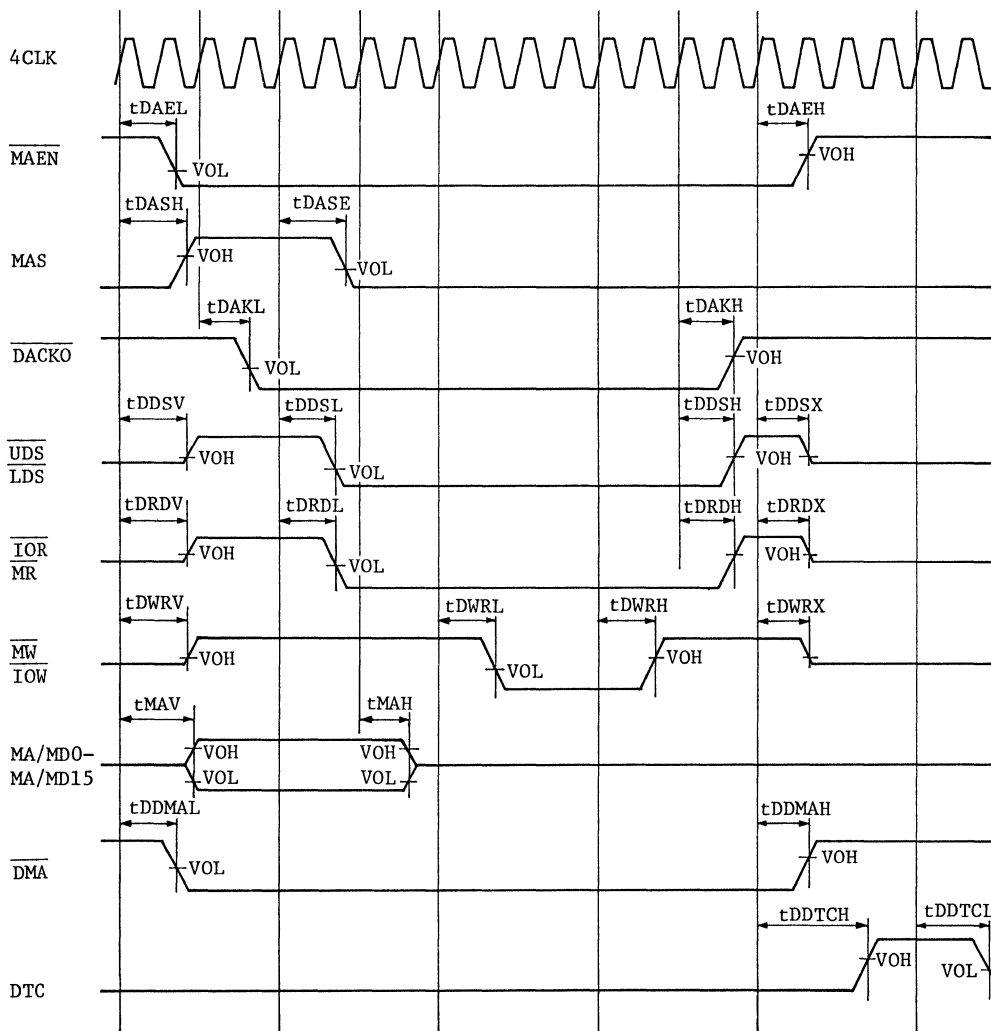 4CLK
tDAEL tDAEH
MAEN VOL VOH
tDASH tDASE
MAS VOH VOL
tDAKL tDAKH
DACKO VOL VOH
tDDSV tDDSL tDDSH tDDSX
UDS VOH VOL VOH
LDS
tDRDV tDRDL tDRDH tDRDX
IOR VOH VOL VOH
MR
tDWRV tDWRL tDWRH tDWRX
MW VOH VOL VOH
IOW
tMAV tMAH
MA/MD0- VOH VOH
MA/MD15 VOL VOL
tDDMAL tDDMAH
DMA VOL VOH
tDDTCH tDDTCL
VOH VOL
DTC